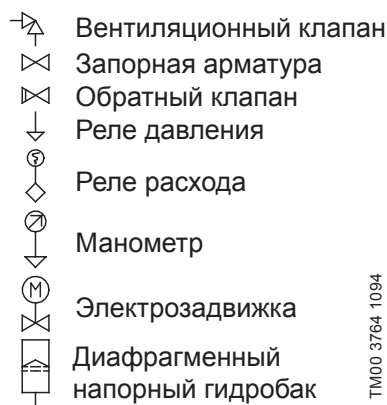 Вентиляционный клапан
Запорная арматура
Обратный клапан
Реле давления
Реле расхода
Манометр
M
Электрозадвижка
Диафрагменный
напорный гидробак
TM00 3764 1094